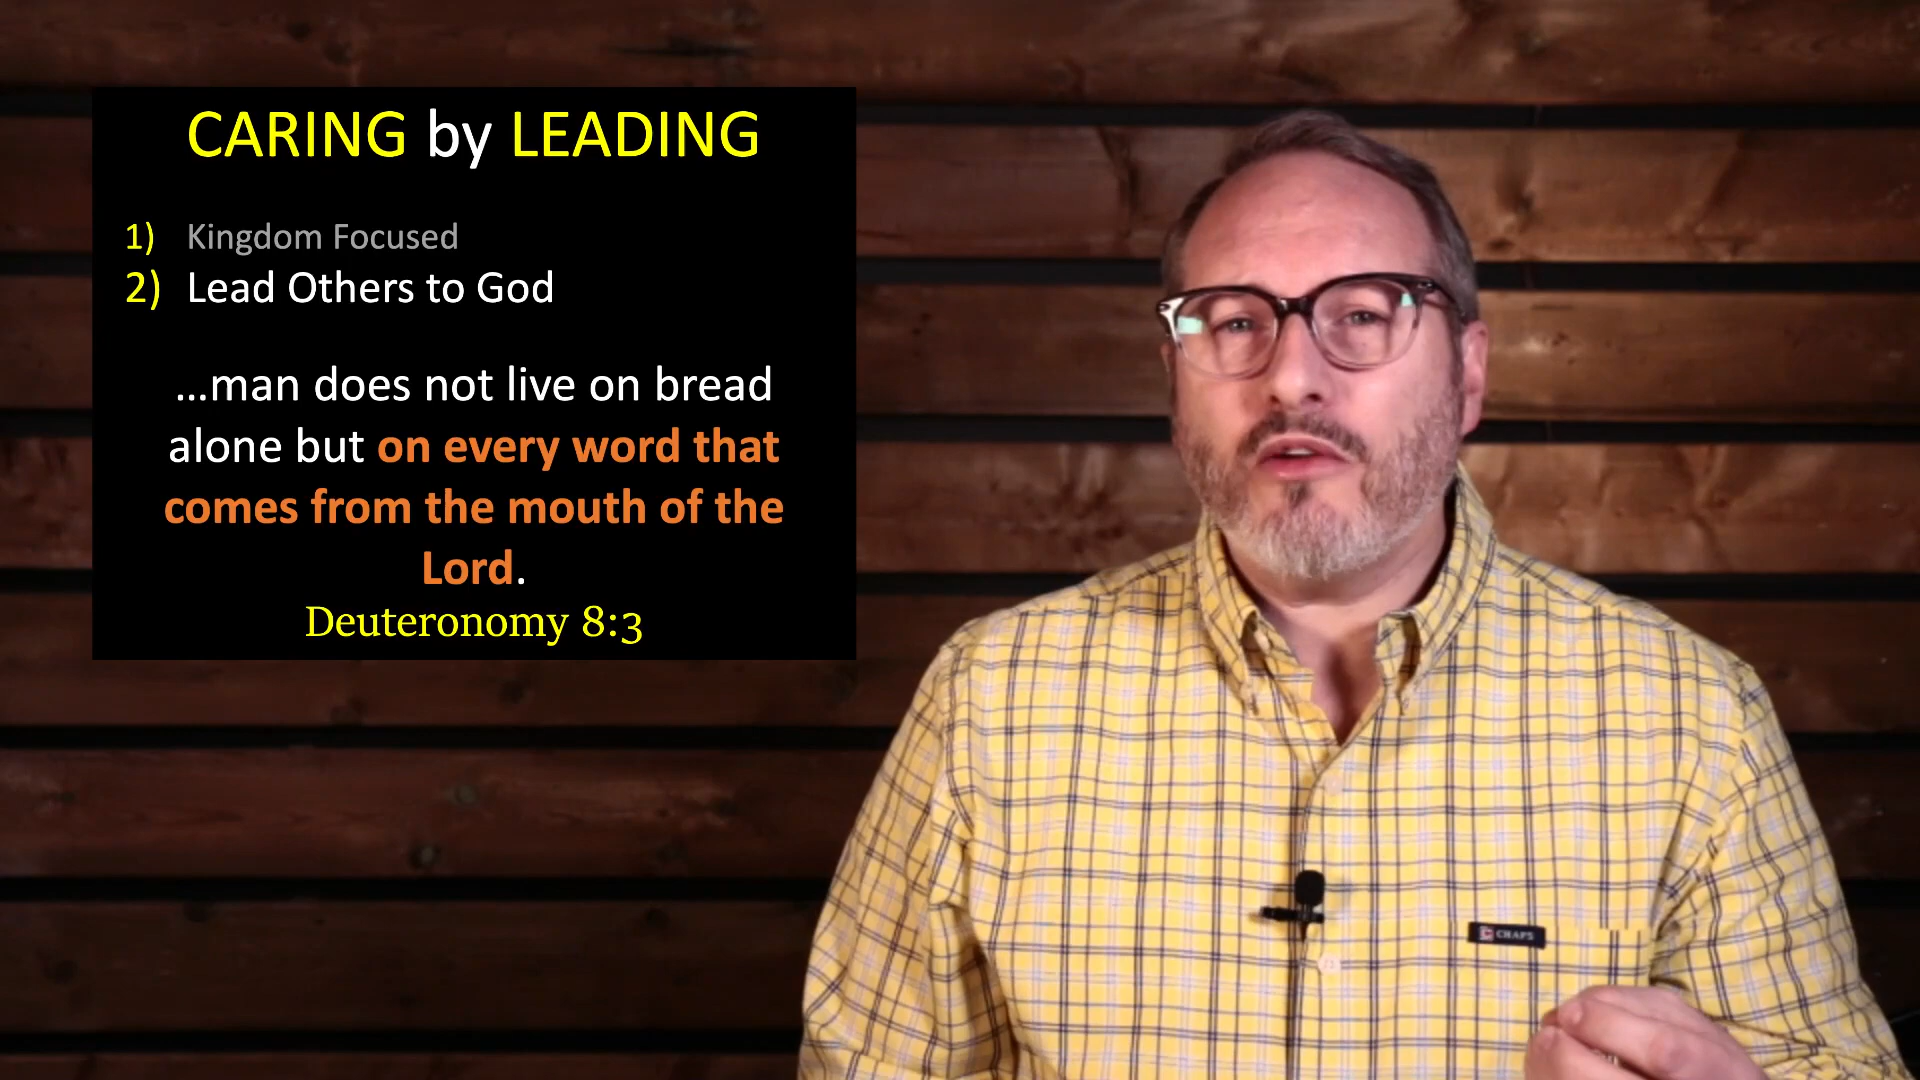 CARING by LEADING
1) Kingdom Focused
2) Lead Others to God
...man does not live on bread
alone but on every word that
comes from the mouth of the
Lord.
Deuteronomy 8:3
CHAPS